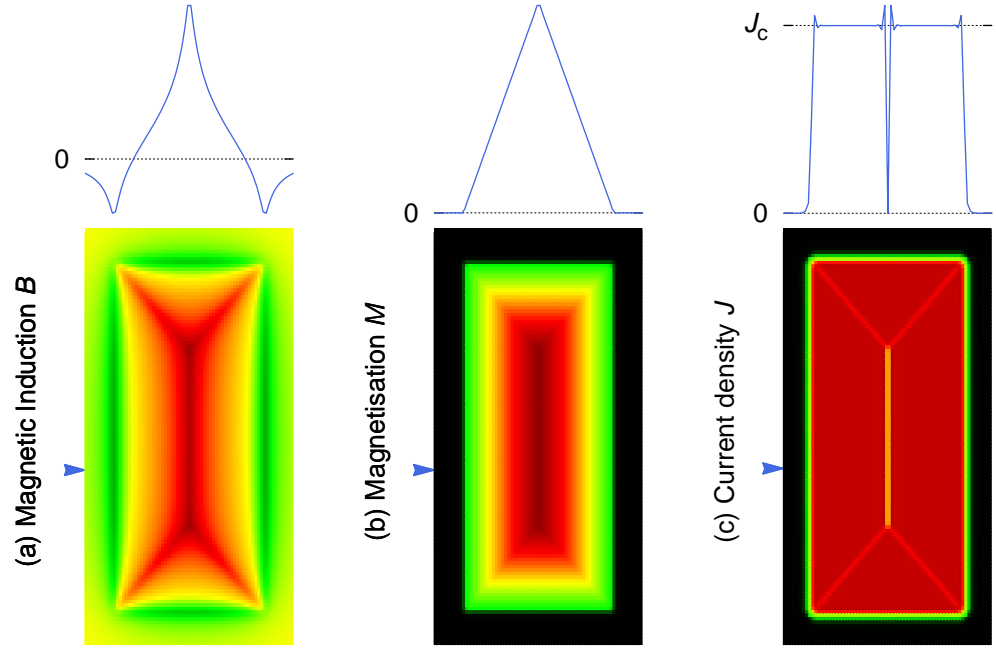 0
(a) Magnetic Induction B
0
(b) Magnetisation M
Jc
0
(c) Current density J